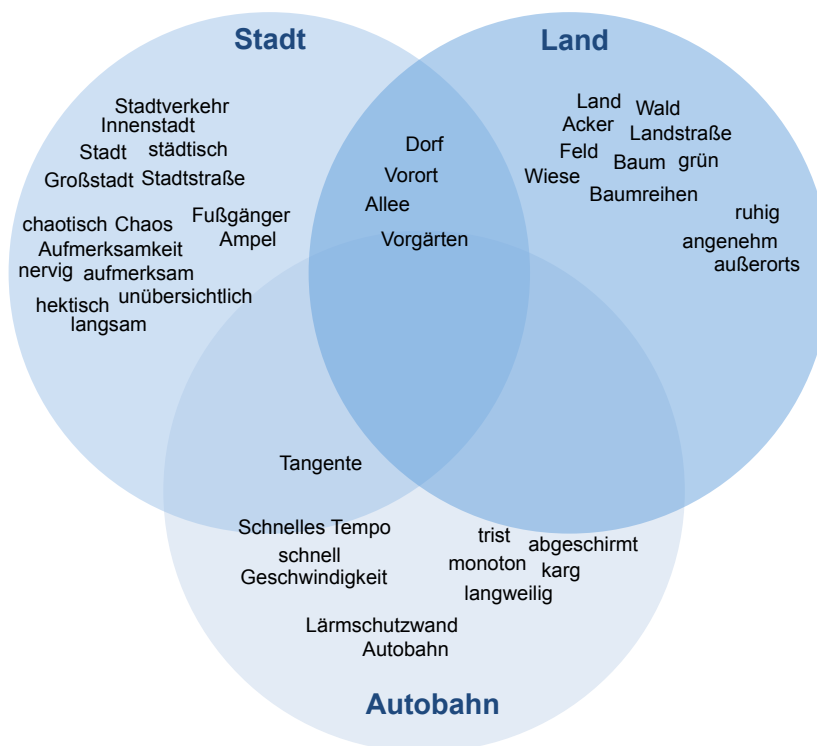 Stadt
Land
Stadtverkehr
Innenstadt
Stadt städtisch
Großstadt Stadtstraße
chaotisch Chaos
Fußgänger
Ampel
Aufmerksamkeit
nervig aufmerksam
unübersichtlich
hektisch
langsam
Dorf
Vorort
Allee
Vorgärten
Land Wald
Acker
Landstraße
Feld Baum grün
Wiese
Baumreihen
ruhig
angenehm
außerorts
Tangente
Schnelles Tempo
schnell
Geschwindigkeit
trist abgeschirmt
monoton karg
langweilig
Lärmschutzwand
Autobahn
Autobahn